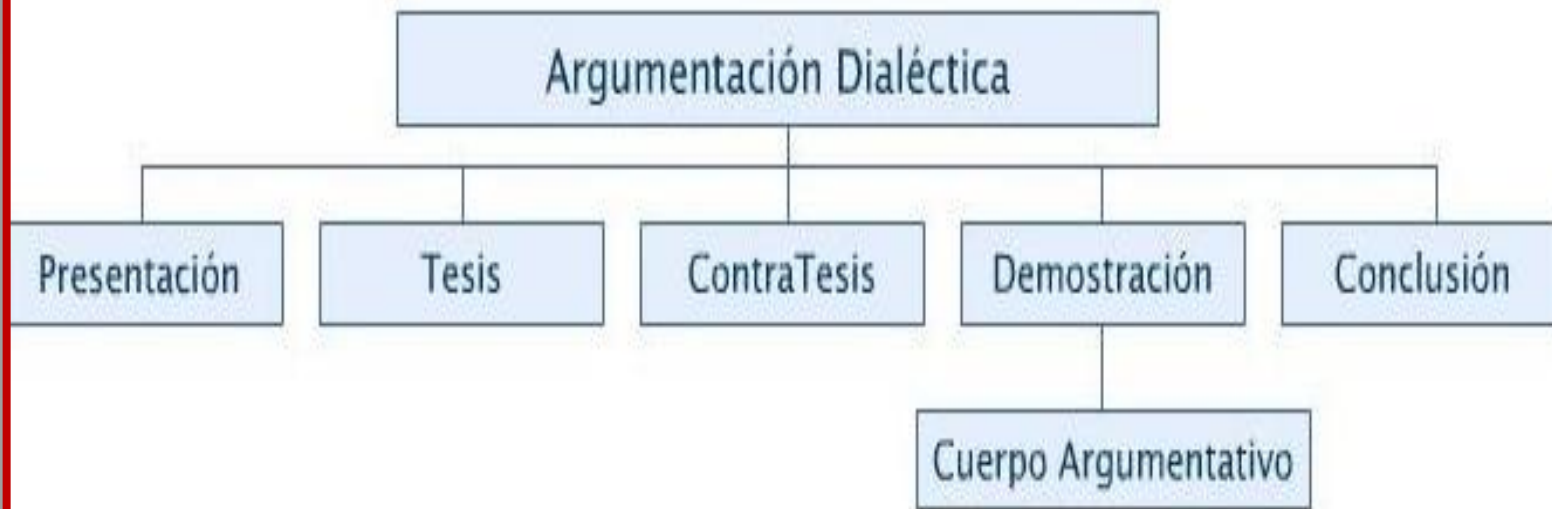 Argumentación Dialéctica
Presentación
Tesis
ContraTesis
Demostración
Conclusión
Cuerpo Argumentativo